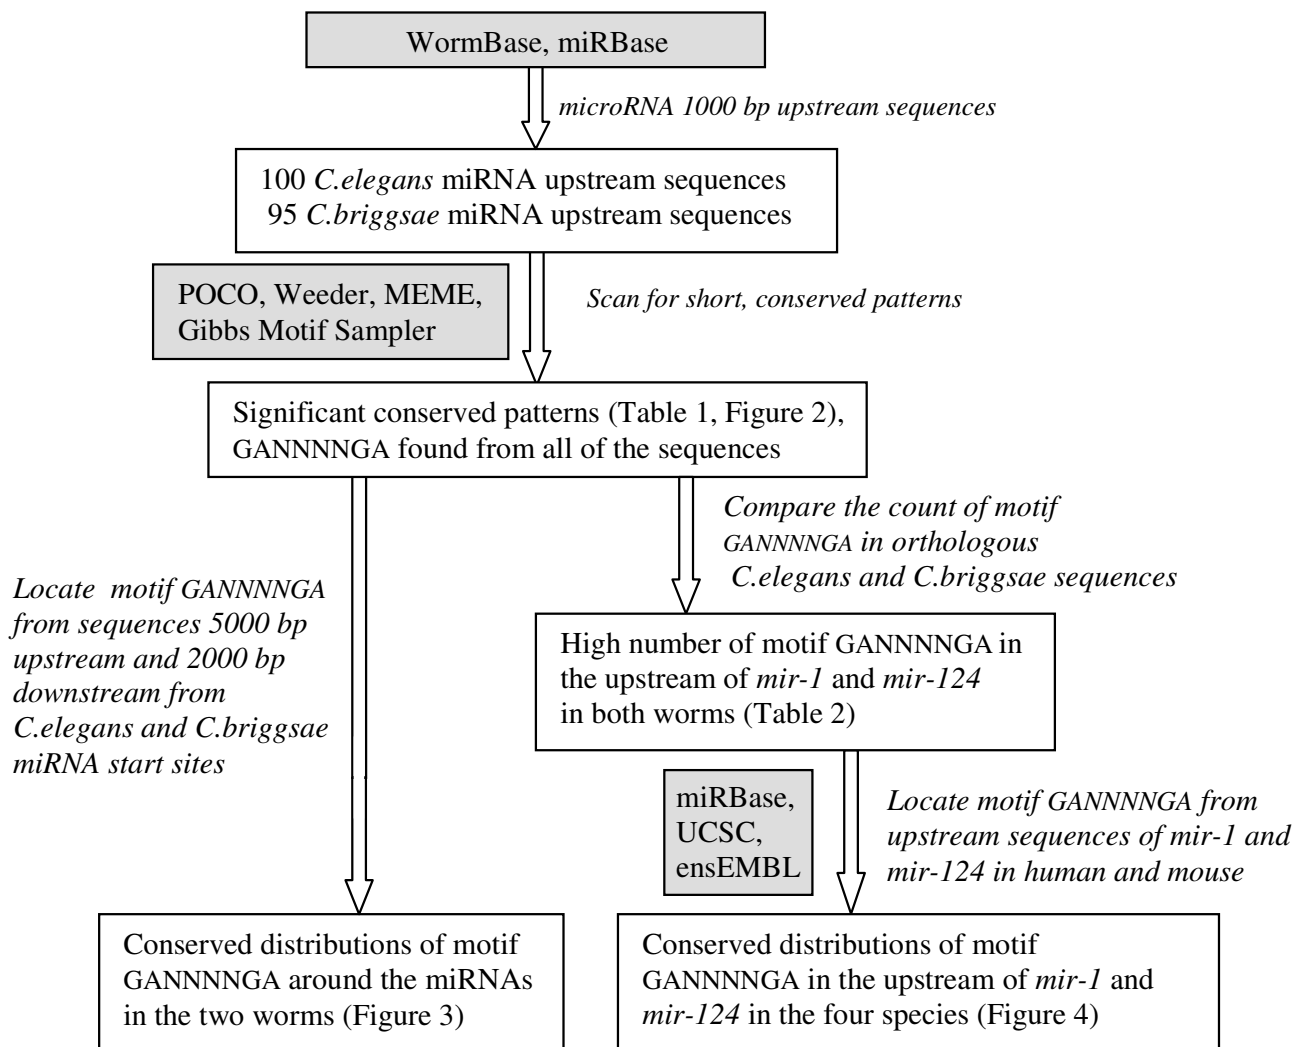 WormBase, miRBase
microRNA 1000 bp upstream sequences
100 C.elegans miRNA upstream sequences
95 C.briggsae miRNA upstream sequences
POCO, Weeder, MEME,
Gibbs Motif Sampler
Scan for short, conserved patterns
Significant conserved patterns (Table 1, Figure 2),
GANNNNGA found from all of the sequences
Compare the count of motif
GANNNNGA in orthologous
C.elegans and C.briggsae sequences
Locate motif GANNNNGA
from sequences 5000 bp
upstream and 2000 bp
downstream from
C.elegans and C.briggsae
miRNA start sites
High number of motif GANNNNGA in
the upstream of mir-1 and mir-124
in both worms (Table 2)
miRBase,
UCSC,
ensEMBL
Locate motif GANNNNGA from
upstream sequences of mir-1 and
mir-124 in human and mouse
Conserved distributions of motif
GANNNNGA around the miRNAs
in the two worms (Figure 3)
Conserved distributions of motif
GANNNNGA in the upstream of mir-1 and
mir-124 in the four species (Figure 4)